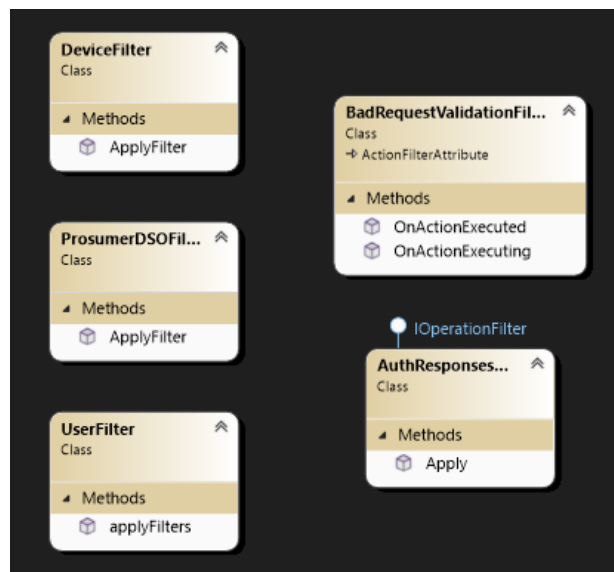 DeviceFilter
Class
Methods
ApplyFilter
ProsumerDSOFil...
Class
Methods
ApplyFilter
UserFilter
Class
Methods
applyFilters
BadRequestValidationFil...
Class
ActionFilterAttribute
Methods
OnActionExecuted
OnActionExecuting
IOperationFilter
AuthResponses...
Class
Methods
Apply